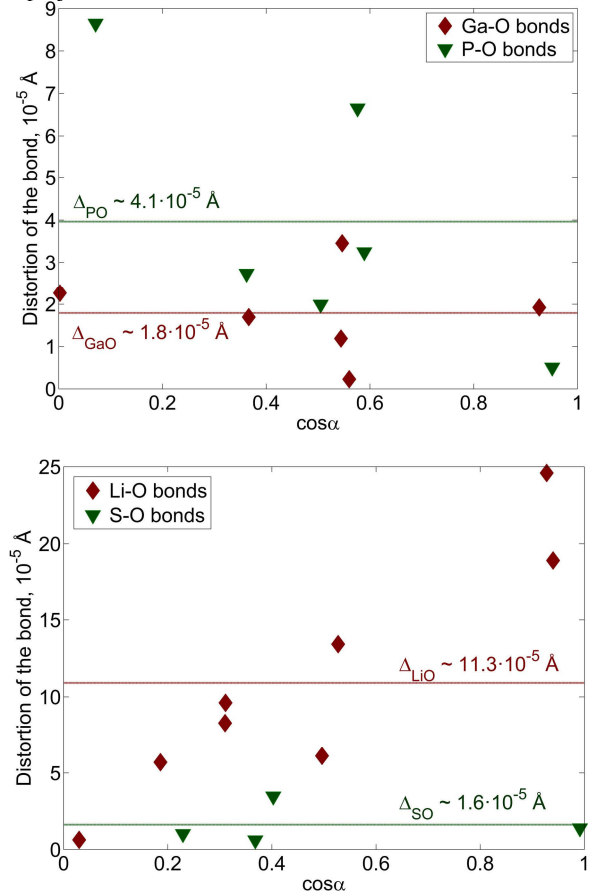 9
8
7
6
5
4
3
2
1
0
Distortion of the bond, 10⁻⁵ Å
Ga-O bonds
P-O bonds
Δ_PO ~ 4.1·10⁻⁵ Å
Δ_GaO ~ 1.8·10⁻⁵ Å
0 0.2 0.4 0.6 0.8 1
cosα
25
20
15
10
5
0
Distortion of the bond, 10⁻⁵ Å
Li-O bonds
S-O bonds
Δ_LiO ~ 11.3·10⁻⁵ Å
Δ_SO ~ 1.6·10⁻⁵ Å
0 0.2 0.4 0.6 0.8 1
cosα